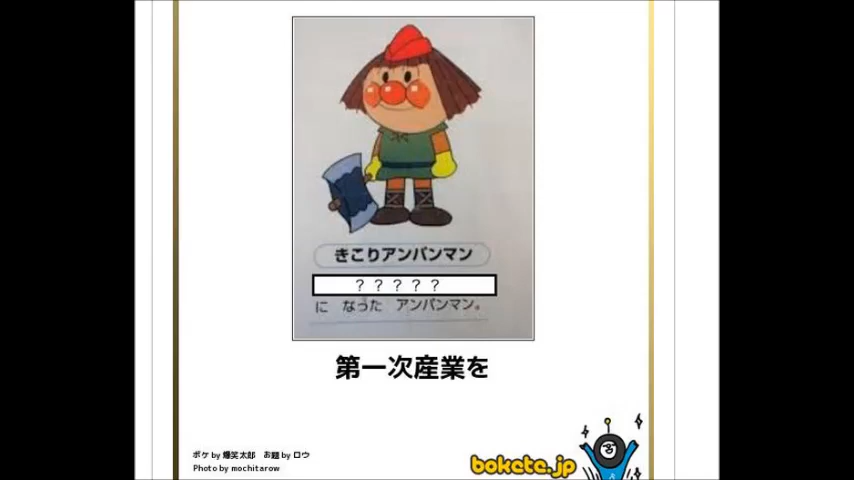 きこりアンパンマン
？？？？？
に なった アンパンマン。
第一次産業を
ボケ by 爆笑太郎 お題 by ロウ
Photo by mochitarow
bokete.jp